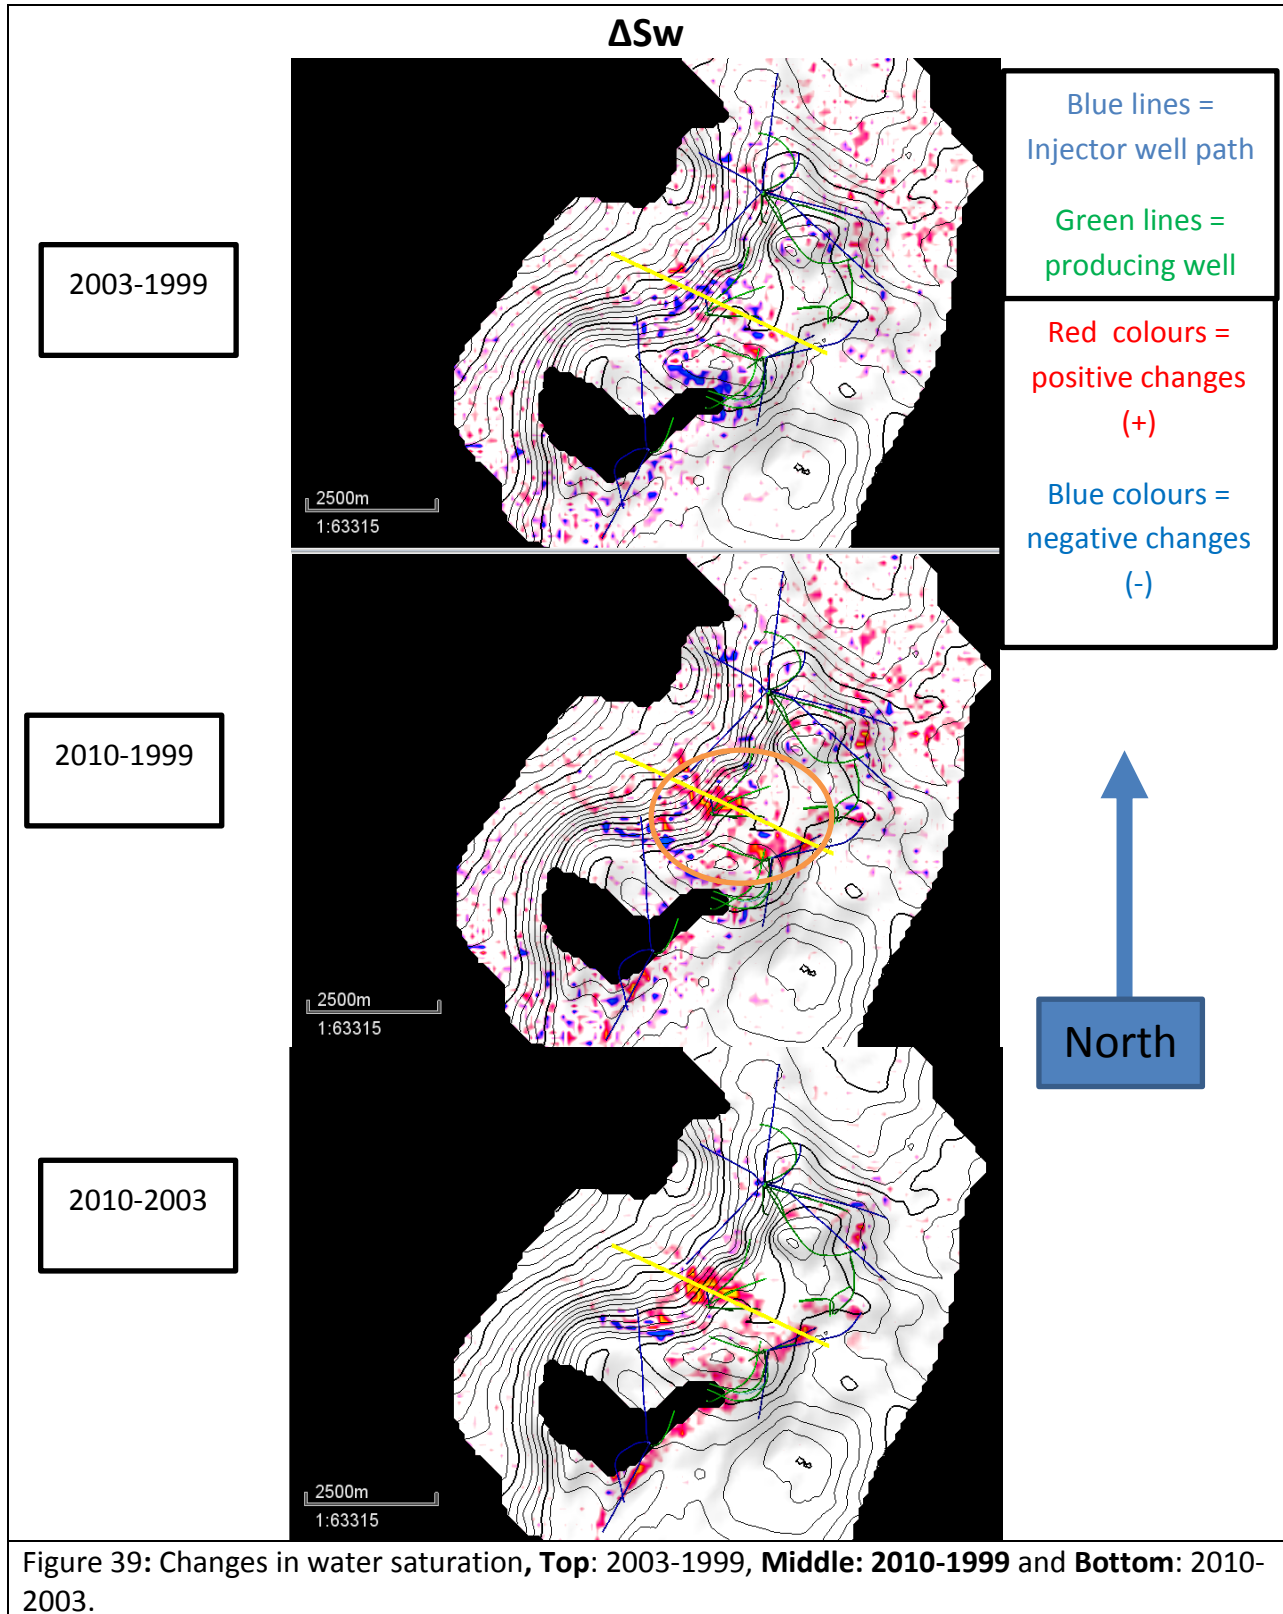 ΔSw
Blue lines =
Injector well path
Green lines =
producing well
2003-1999
Red colours =
positive changes
(+)
Blue colours =
negative changes
(-)
2500m
1:63315
2010-1999
2500m
1:63315
North
2010-2003
2500m
1:63315
Figure 39: Changes in water saturation, Top: 2003-1999, Middle: 2010-1999 and Bottom: 2010-
2003.